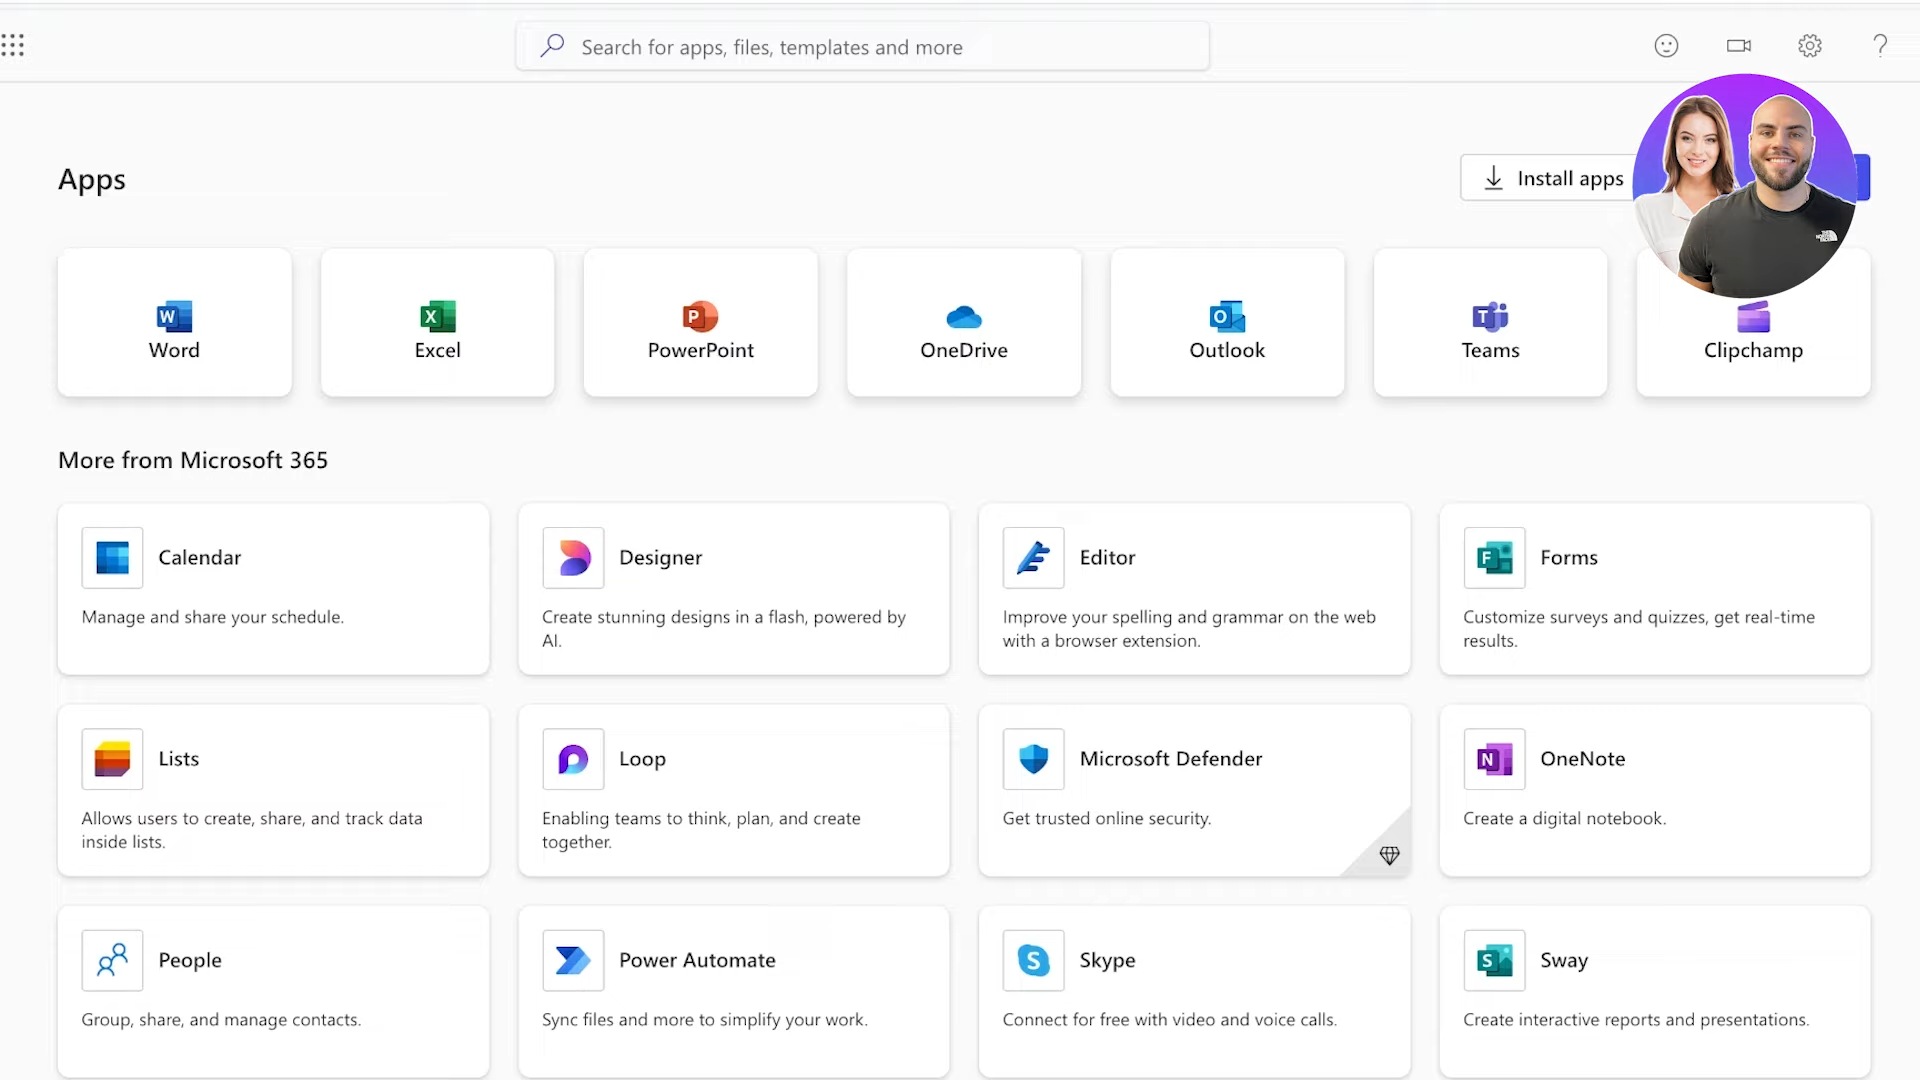 Search for apps, files, templates and more
?
Apps
Install apps
W
X
P
O
T
Word
Excel
PowerPoint
OneDrive
Outlook
Teams
Clipchamp
More from Microsoft 365
Calendar
Manage and share your schedule.
Designer
Create stunning designs in a flash, powered by
AI.
Editor
Improve your spelling and grammar on the web
with a browser extension.
F
Forms
Customize surveys and quizzes, get real-time
results.
Lists
Allows users to create, share, and track data
inside lists.
Loop
Enabling teams to think, plan, and create
together.
Microsoft Defender
Get trusted online security.
N
OneNote
Create a digital notebook.
People
Group, share, and manage contacts.
Power Automate
Sync files and more to simplify your work.
S
Skype
Connect for free with video and voice calls.
S
Sway
Create interactive reports and presentations.